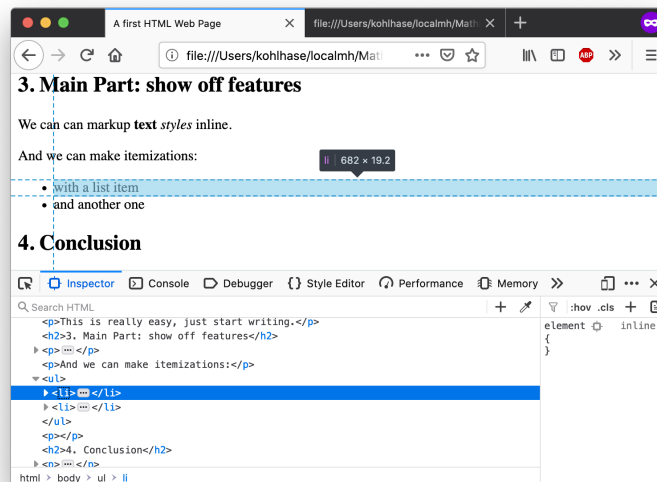 A first HTML Web Page
file:///Users/kohlhase/localmh/Math
file:///Users/kohlhase/localmh/Mati
ABP
3. Main Part: show off features
We can can markup text styles inline.
And we can make itemizations:
li | 682 × 19.2
• with a list item
• and another one
4. Conclusion
Inspector Console Debugger {} Style Editor Performance Memory
Search HTML
:hov .cls
<p>This is really easy, just start writing.</p>
<h2>3. Main Part: show off features</h2>
<p>…</p>
<p>And we can make itemizations:</p>
<ul>
<li>…</li>
<li>…</li>
</ul>
<p></p>
<h2>4. Conclusion</h2>
<p>…</p>
element inline
{
}
html > body > ul > li